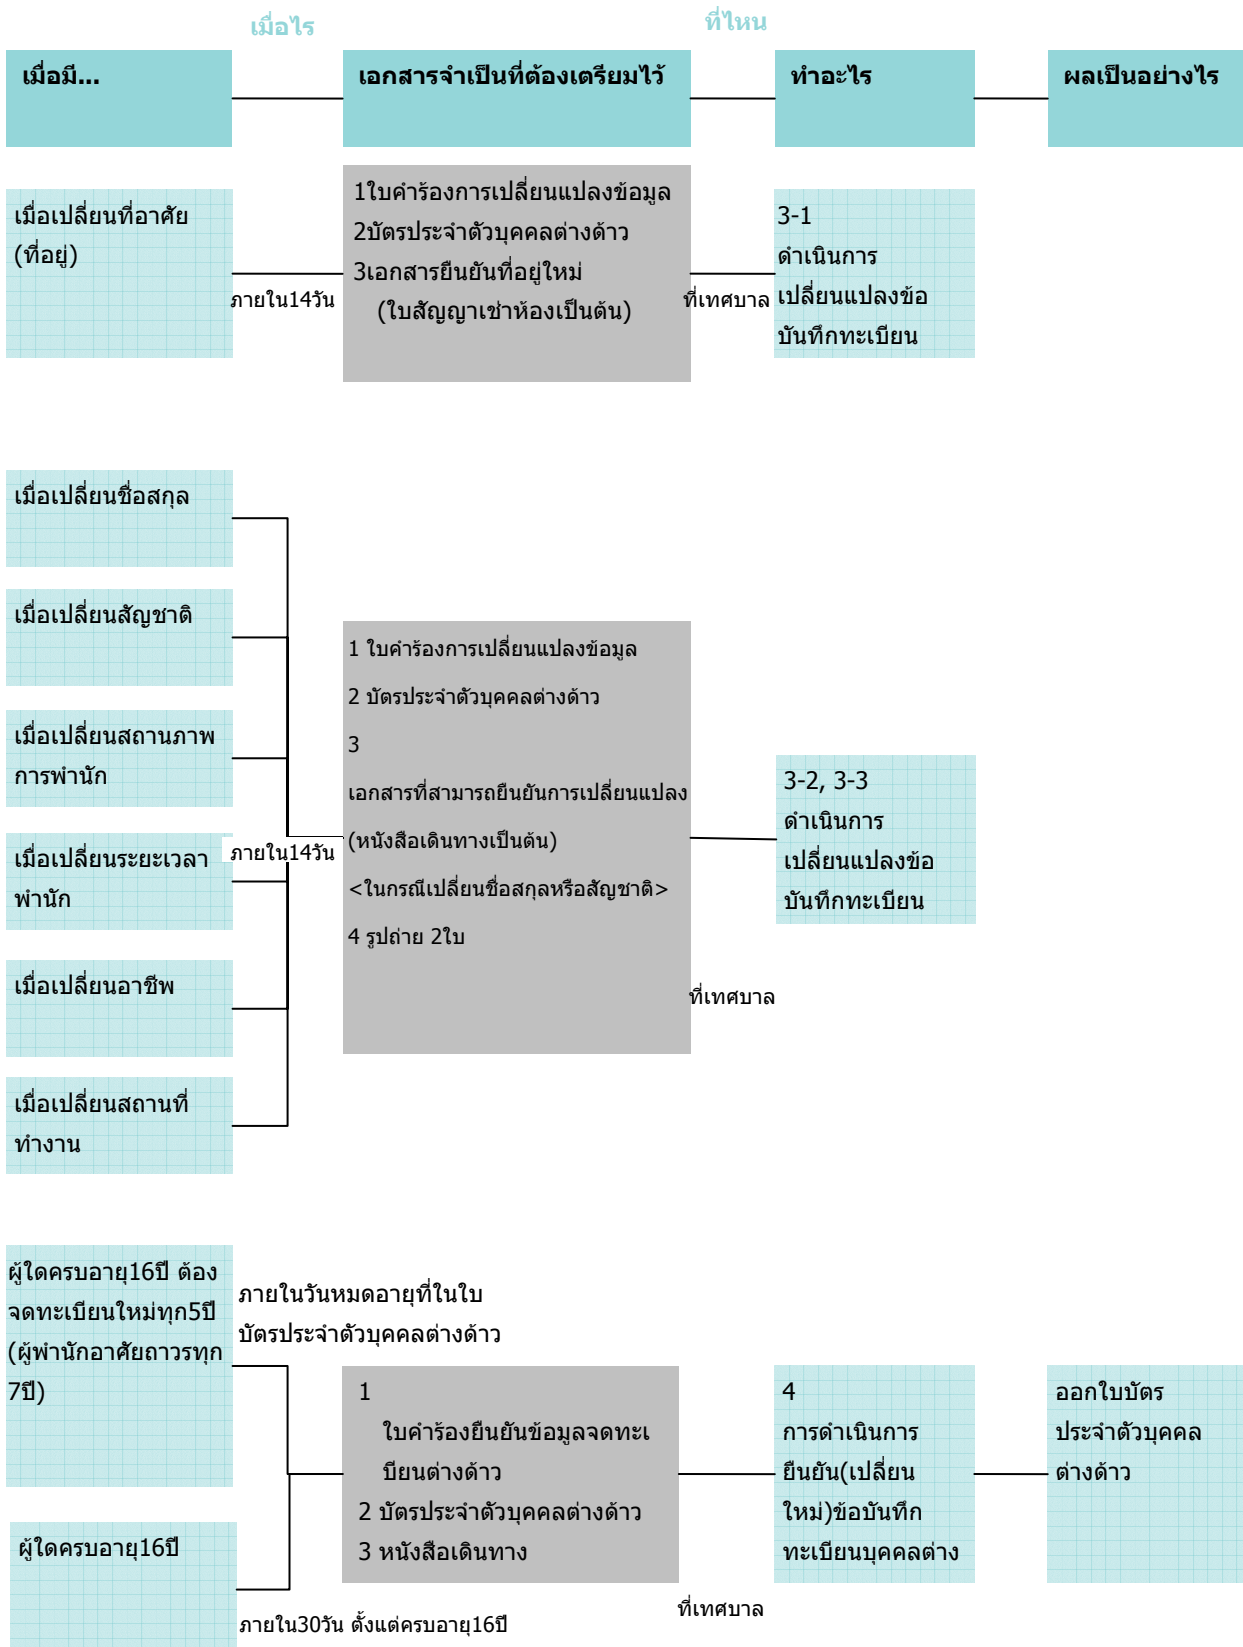 เมื่อไร
ที่ไหน
เมื่อมี...
เอกสารจำเป็นที่ต้องเตรียมไว้
ทำอะไร
ผลเป็นอย่างไร
เมื่อเปลี่ยนที่อาศัย
(ที่อยู่)
ภายใน14วัน
1ใบคำร้องการเปลี่ยนแปลงข้อมูล
2บัตรประจำตัวบุคคลต่างด้าว
3เอกสารยืนยันที่อยู่ใหม่
(ใบสัญญาเช่าห้องเป็นต้น)
ที่เทศบาล
3-1
ดำเนินการ
เปลี่ยนแปลงข้อ
บันทึกทะเบียน
เมื่อเปลี่ยนชื่อสกุล
เมื่อเปลี่ยนสัญชาติ
เมื่อเปลี่ยนสถานภาพ
การพำนัก
เมื่อเปลี่ยนระยะเวลา
พำนัก
เมื่อเปลี่ยนอาชีพ
เมื่อเปลี่ยนสถานที่
ทำงาน
ภายใน14วัน
1 ใบคำร้องการเปลี่ยนแปลงข้อมูล
2 บัตรประจำตัวบุคคลต่างด้าว
3
เอกสารที่สามารถยืนยันการเปลี่ยนแปลง
(หนังสือเดินทางเป็นต้น)
<ในกรณีเปลี่ยนชื่อสกุลหรือสัญชาติ>
4 รูปถ่าย 2ใบ
ที่เทศบาล
3-2, 3-3
ดำเนินการ
เปลี่ยนแปลงข้อ
บันทึกทะเบียน
ผู้ใดครบอายุ16ปี ต้อง
จดทะเบียนใหม่ทุก5ปี
(ผู้พำนักอาศัยถาวรทุก
7ปี)
ภายในวันหมดอายุที่ในใบ
บัตรประจำตัวบุคคลต่างด้าว
ผู้ใดครบอายุ16ปี
ภายใน30วัน ตั้งแต่ครบอายุ16ปี
1
ใบคำร้องยืนยันข้อมูลจดทะเ
บียนต่างด้าว
2 บัตรประจำตัวบุคคลต่างด้าว
3 หนังสือเดินทาง
ที่เทศบาล
4
การดำเนินการ
ยืนยัน(เปลี่ยน
ใหม่)ข้อบันทึก
ทะเบียนบุคคลต่าง
ออกใบบัตร
ประจำตัวบุคคล
ต่างด้าว